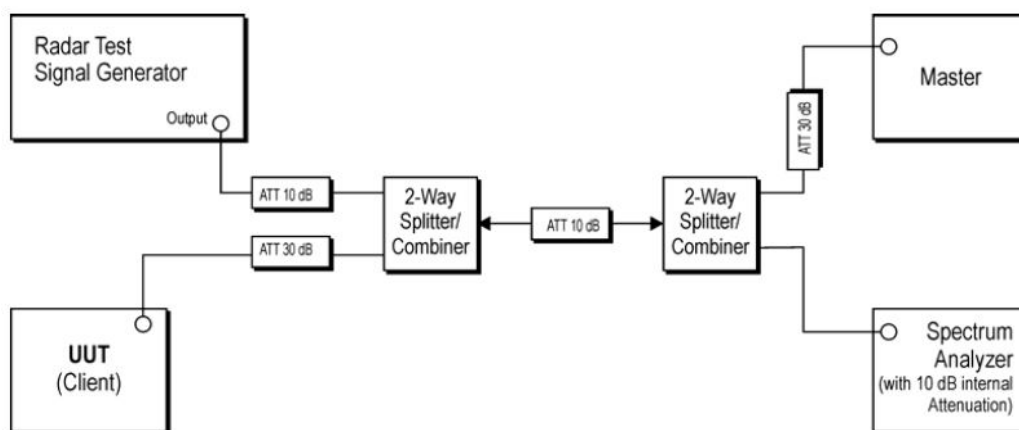 Radar Test
Signal Generator
Output
ATT 10 dB
ATT 30 dB
UUT
(Client)
2-Way
Splitter/
Combiner
ATT 10 dB
2-Way
Splitter/
Combiner
ATT 30 dB
Master
Spectrum
Analyzer
(with 10 dB internal
Attenuation)